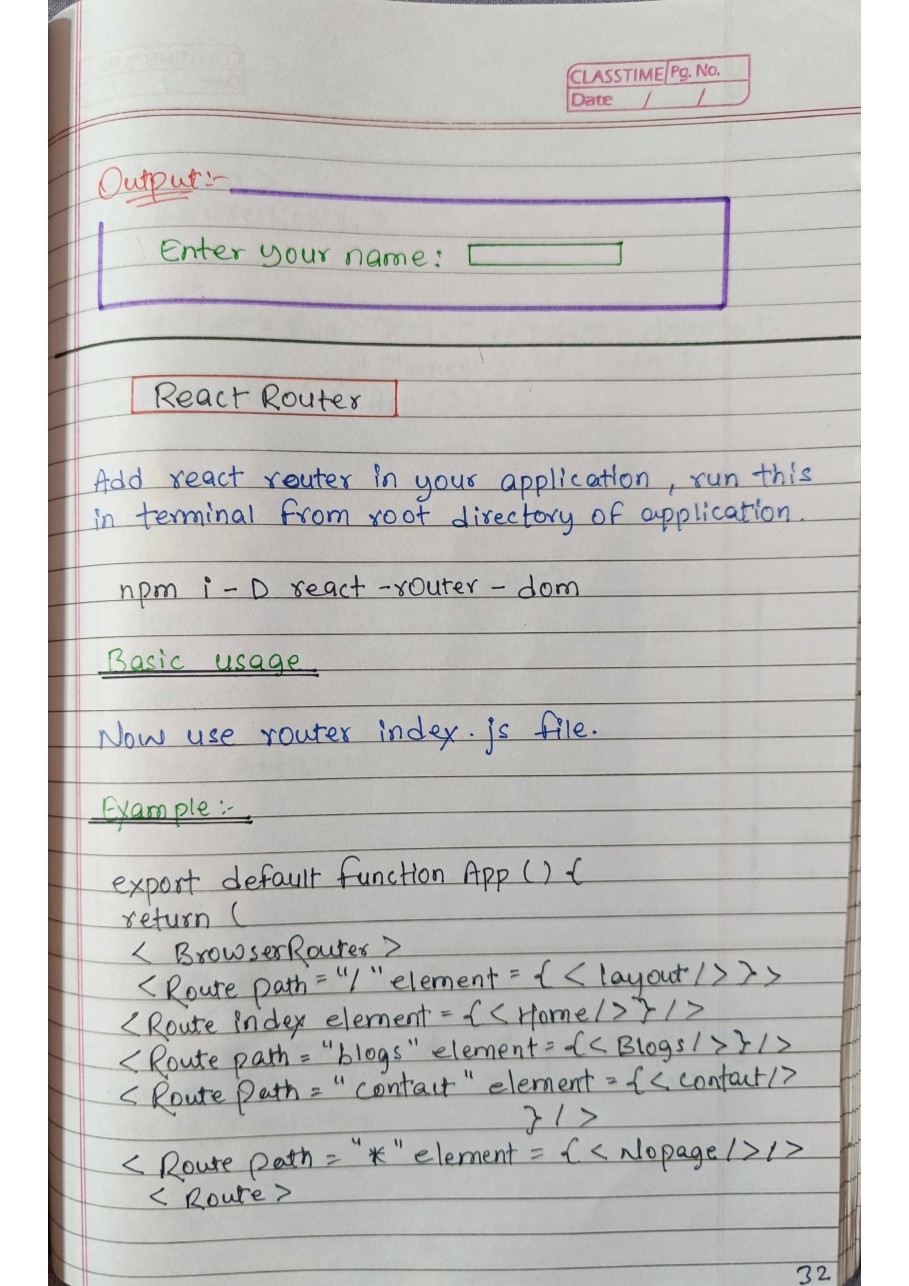 CLASSTIME Pg. No.
Date / /
Output:-
Enter your name:
React Router
Add react router in your application, run this
in terminal from root directory of application.
npm i -D react -router - dom
Basic usage
Now use router index.js file.
Example:-
export default function App () {
return (
< BrowserRouter >
<Route path = "/" element = { < layout /> } >
<Route index element = { < Home /> } />
<Route path = "blogs" element = { < Blogs /> } />
< Route Path = " contact " element = { < contact />
} />
< Route path = "*" element = { < Nopage /> />
< Route >
32